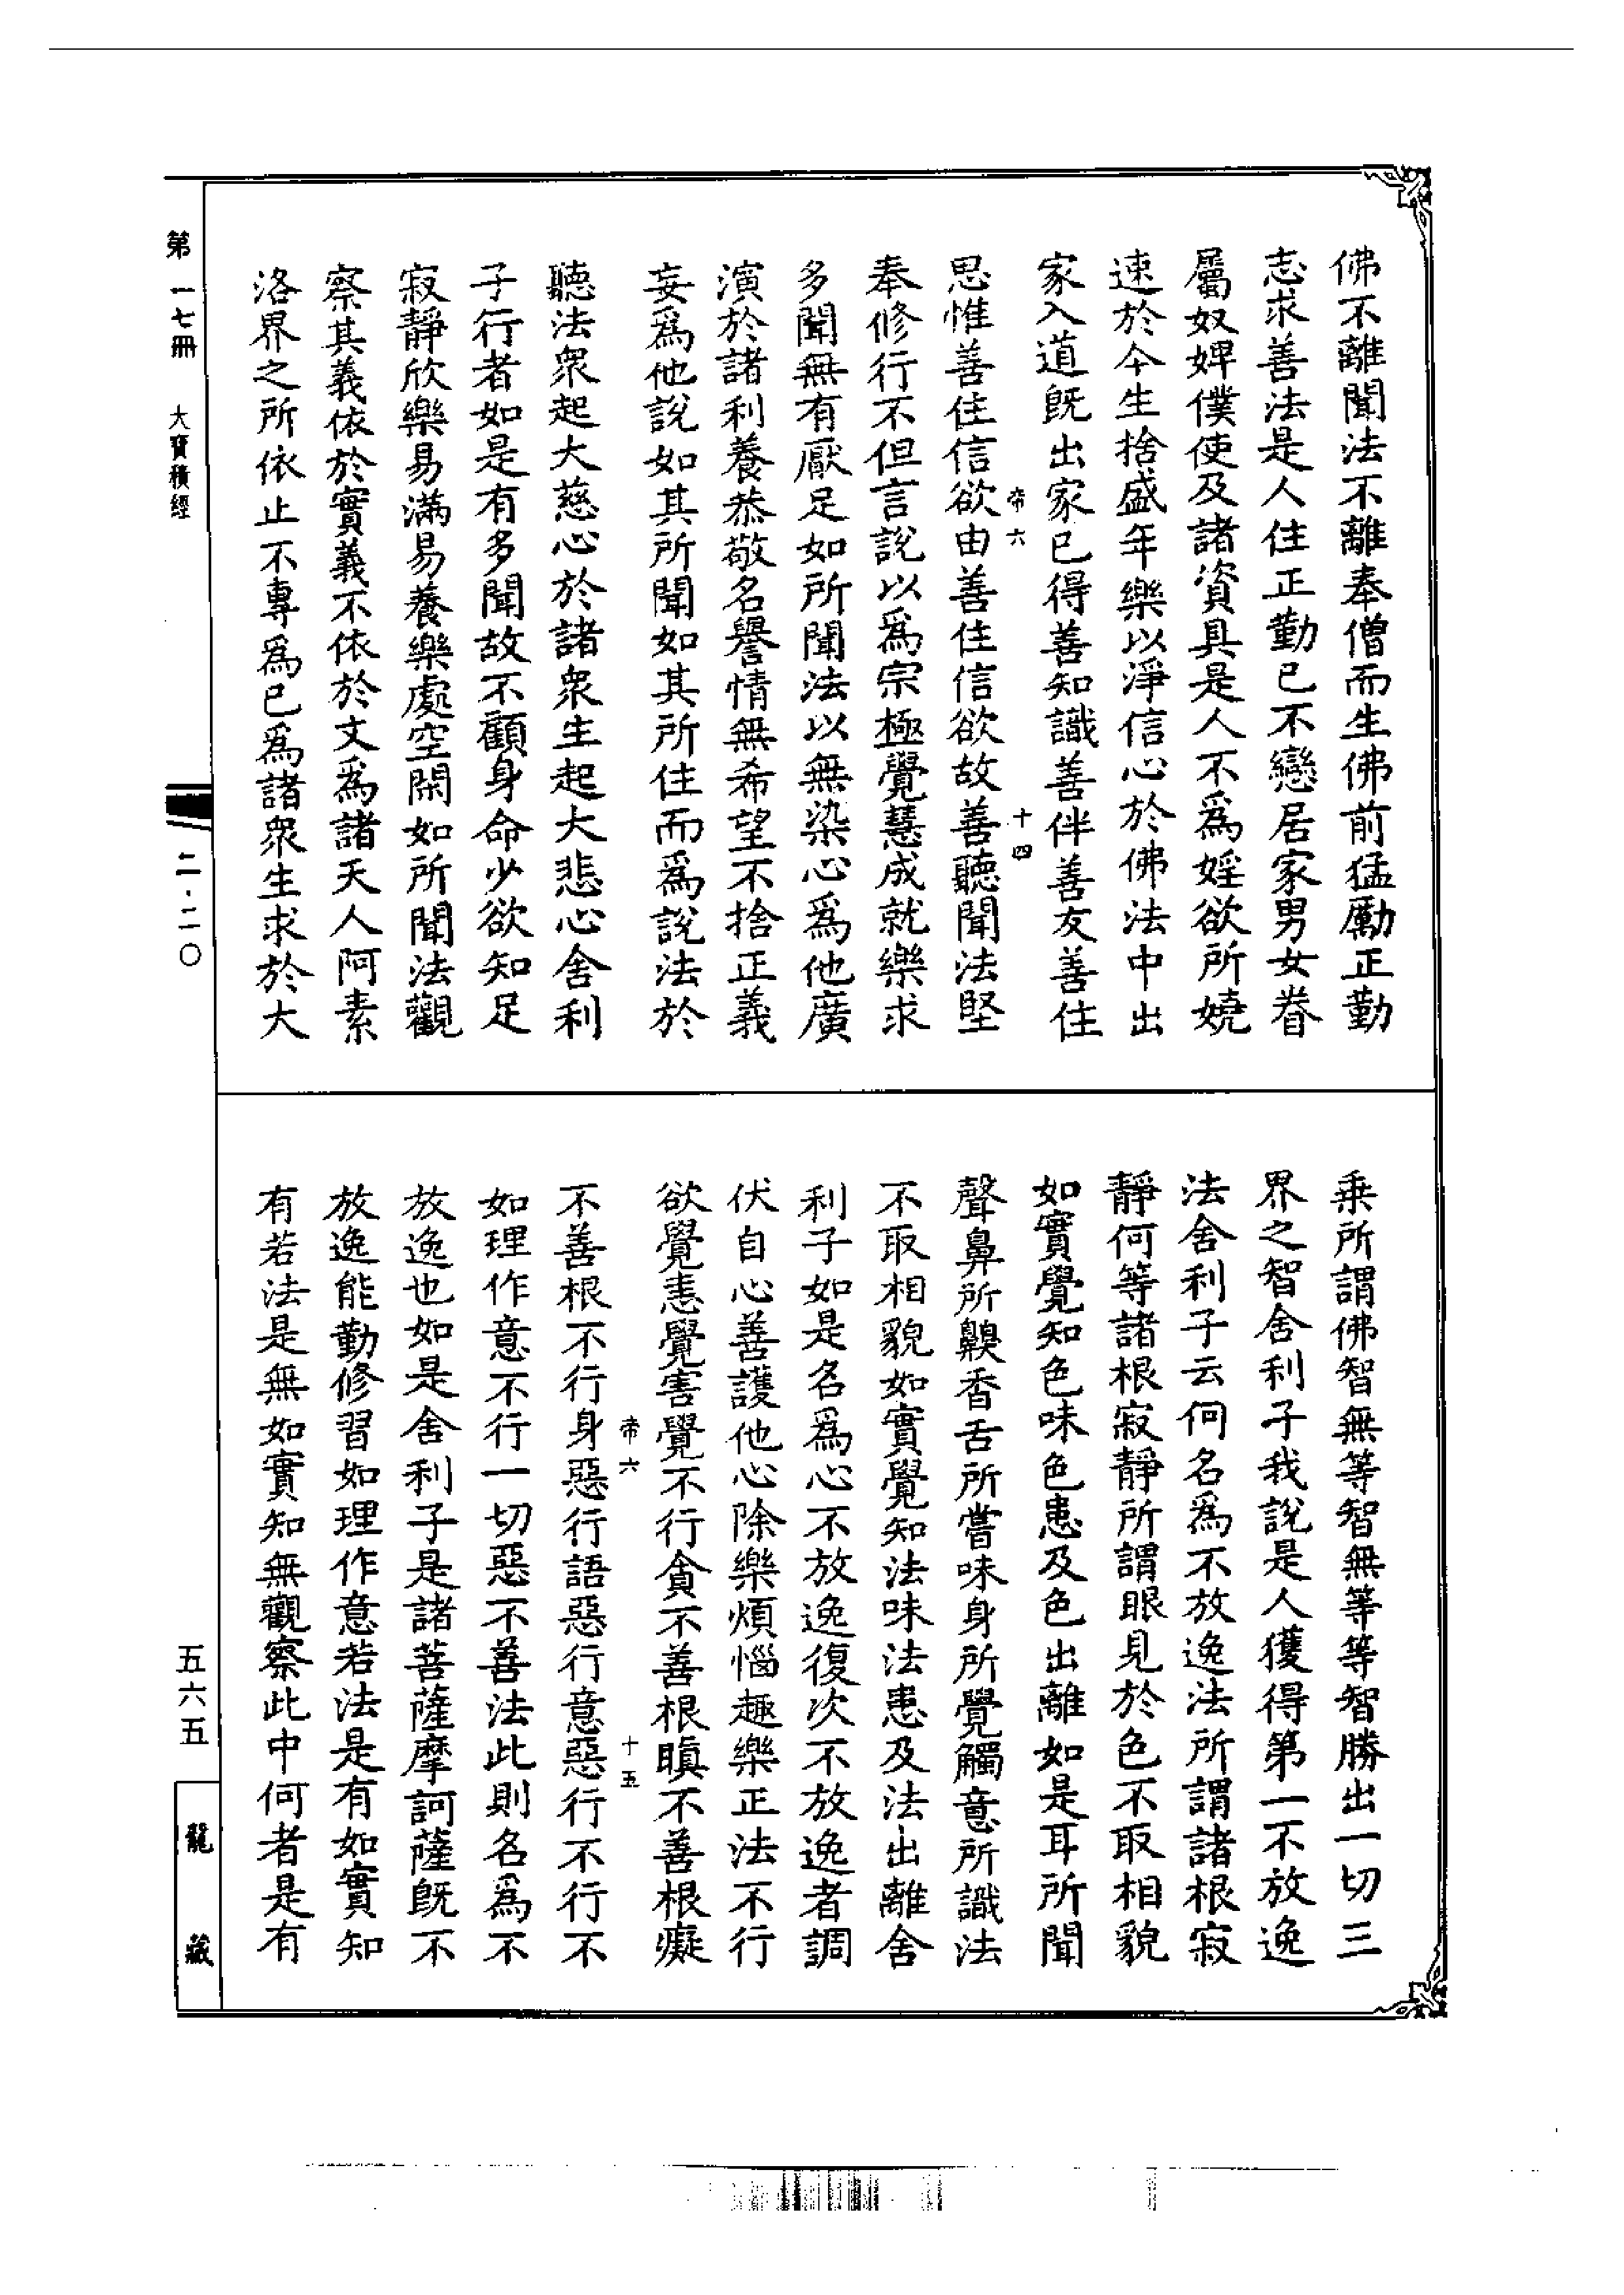 佛不離聞法不離奉僧而生佛前猛勵正勤
志求善法是人住正勤已不戀居家男女眷
屬奴婢僕使及諸資具是人不爲婬欲所嬈
速於今生捨盛年樂以淨信心於佛法中出
家入道既出家已得善知識善伴善友善住
帝六
十四
思惟善住信欲由善住信欲故善聽聞法堅
奉修行不但言說以爲宗極覺慧成就樂求
多聞無有厭足如所聞法以無染心爲他廣
演於諸利養恭敬名譽情無希望不捨正義
妄爲他說如其所聞如其所住而爲說法於
聽法衆起大慈心於諸衆生起大悲心舍利
子行者如是有多聞故不顧身命少欲知足
寂靜欣樂易滿易養樂處空閑如所聞法觀
察其義依於實義不依於文爲諸天人阿素
洛界之所依止不專爲已爲諸衆生求於大
第一七冊
大寶積經
二·二〇
乘所謂佛智無等智無等等智勝出一切三
界之智舍利子我說是人獲得第一不放逸
法舍利子云何名爲不放逸法所謂諸根寂
靜何等諸根寂靜所謂眼見於色不取相貌
如實覺知色味色患及色出離如是耳所聞
聲鼻所齅香舌所嘗味身所覺觸意所識法
不取相貌如實覺知法味法患及法出離舍
利子如是名爲心不放逸復次不放逸者調
伏自心善護他心除樂煩惱趣樂正法不行
欲覺恚覺害覺不行貪不善根瞋不善根癡
帝六
十五
不善根不行身惡行語惡行意惡行不行不
如理作意不行一切惡不善法此則名爲不
放逸也如是舍利子是諸菩薩摩訶薩既不
放逸能勤修習如理作意若法是有如實知
有若法是無如實知無觀察此中何者是有
五六五
龍藏